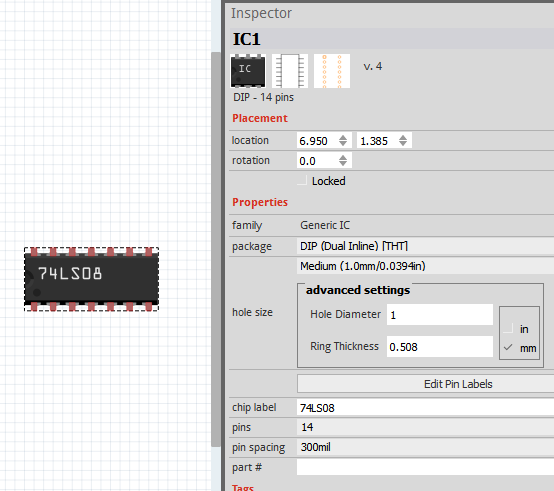 Inspector
IC1
IC
v. 4
DIP - 14 pins
Placement
location 6.950 1.385
rotation 0.0
Locked
Properties
family Generic IC
package DIP (Dual Inline) [THT]
Medium (1.0mm/0.0394in)
hole size
advanced settings
Hole Diameter 1
in
Ring Thickness 0.508
mm
Edit Pin Labels
chip label 74LS08
pins 14
pin spacing 300mil
part #
Tags
74LS08